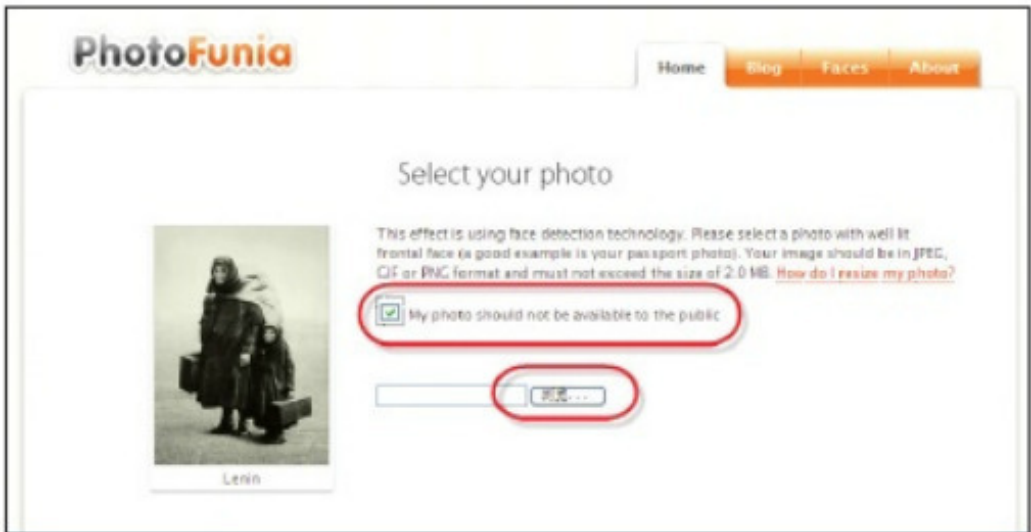 PhotoFunia
Home Blog Faces About
Select your photo
This effect is using face detection technology. Please select a photo with well lit
frontal face (a good example is your passport photo). Your image should be in JPEG,
GIF or PNG format and must not exceed the size of 2.0 MB. How do I resize my photo?
My photo should not be available to the public
...
Lenin